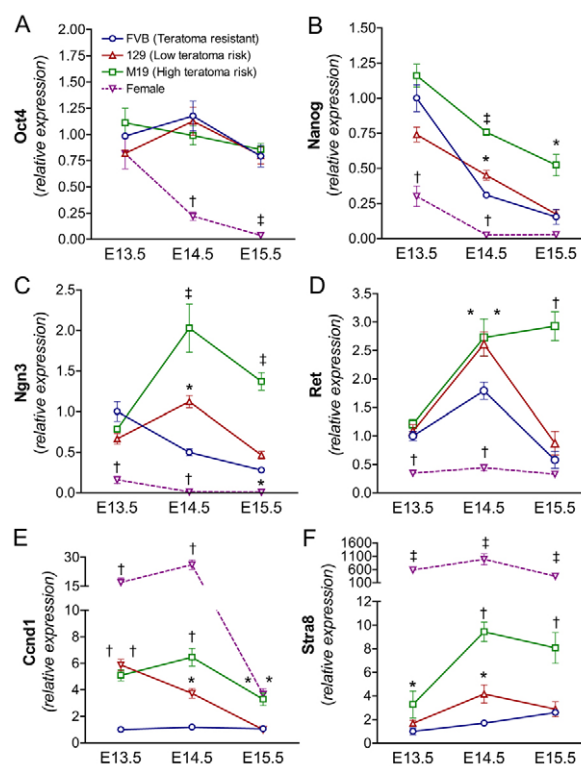 A
FVB (Teratoma resistant)
129 (Low teratoma risk)
M19 (High teratoma risk)
Female
Oct4
(relative expression)
2.00
1.75
1.50
1.25
1.00
0.75
0.50
0.25
0.00
†
‡
E13.5 E14.5 E15.5
B
Nanog
(relative expression)
1.50
1.25
1.00
0.75
0.50
0.25
0.00
‡
*
*
†
†
E13.5 E14.5 E15.5
C
Ngn3
(relative expression)
2.5
2.0
1.5
1.0
0.5
0.0
‡
‡
*
†
†
*
E13.5 E14.5 E15.5
D
Ret
(relative expression)
3.5
3.0
2.5
2.0
1.5
1.0
0.5
0.0
* *
†
†
†
E13.5 E14.5 E15.5
E
Ccnd1
(relative expression)
30
15
8
6
4
2
0
†
†
† †
†
*
* *
E13.5 E14.5 E15.5
F
Stra8
(relative expression)
1600
1100
600
100
10
8
6
4
2
0
‡
‡
‡
†
†
*
*
E13.5 E14.5 E15.5